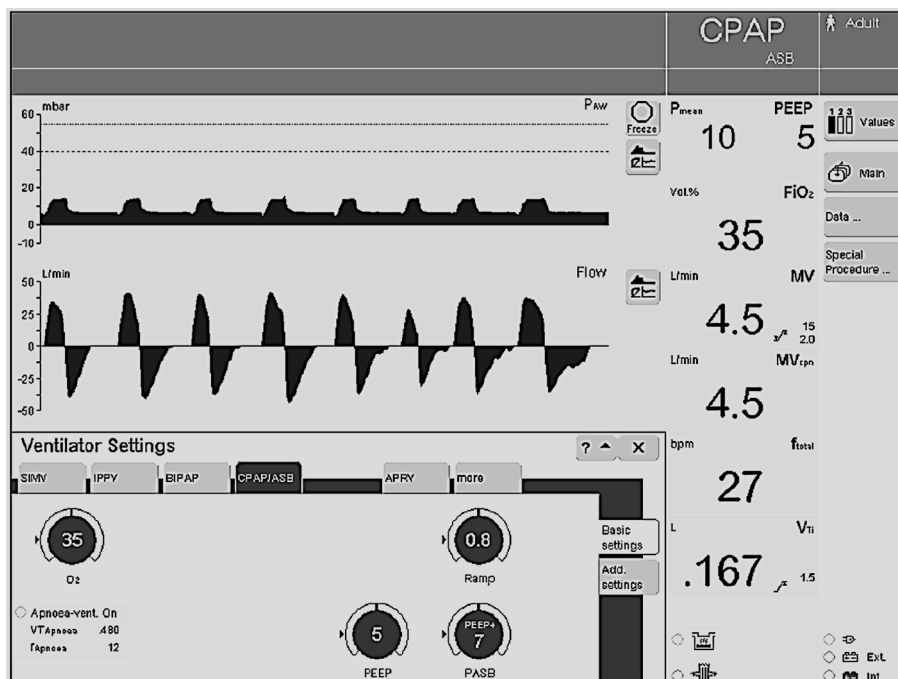 CPAP
ASB
Adult
mbar
60
40
20
0
-10
PAW
Freeze
L/min
50
25
0
-25
-50
Flow
Pmean PEEP
10 5
Vol.% FiO2
35
L/min MV
4.5 15
2.0
L/min MVspn
4.5
bpm ftotal
27
L VTi
.167 1.5
1 2 3
Values
Main
Data ...
Special
Procedure ...
Ventilator Settings
? X
SIMV IPPV BIPAP CPAP/ASB APRV more
35
O2
0.8
Ramp
Basic
settings
Add.
settings
Apnoea-vent. On
VTApnoea .480
fApnoea 12
5
PEEP
PEEP+
7
PASB
Ext.
Int.